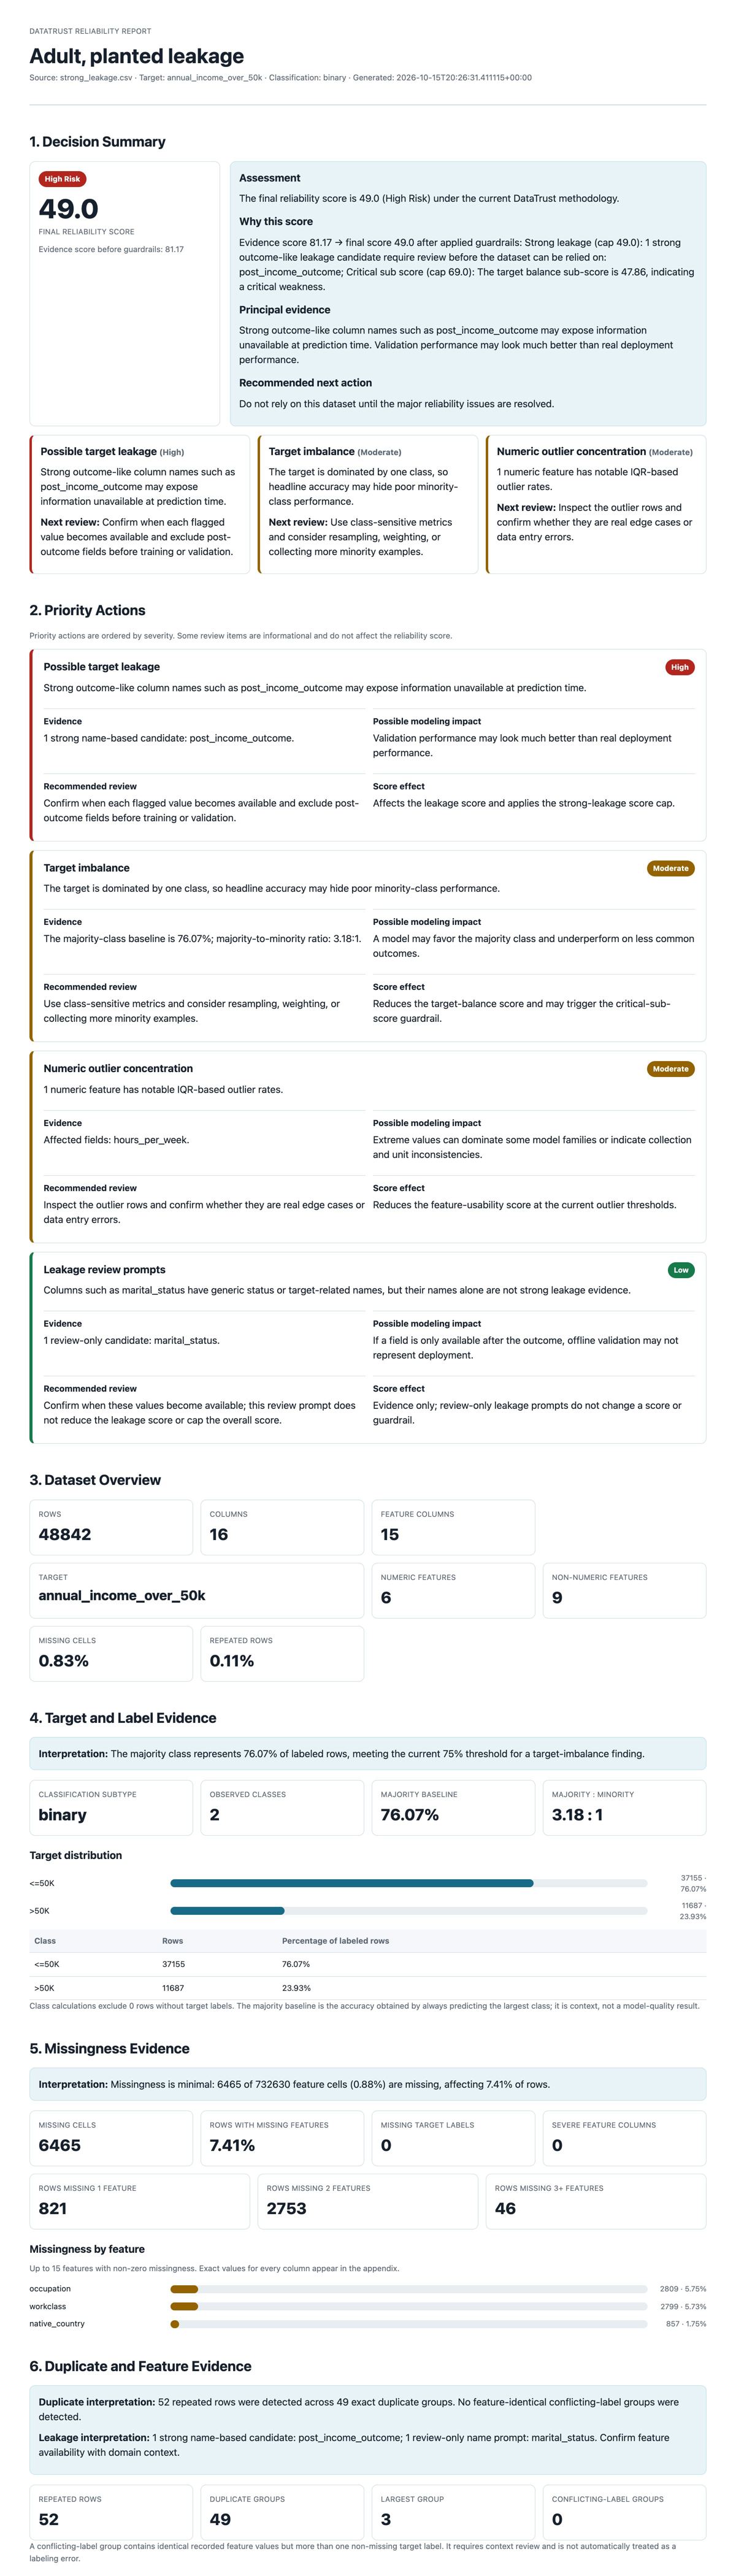 DATATRUST RELIABILITY REPORT
Adult, planted leakage
Source: strong_leakage.csv · Target: annual_income_over_50k · Classification: binary · Generated: 2026-10-15T20:26:31.411115+00:00
1. Decision Summary
High Risk
49.0
FINAL RELIABILITY SCORE
Evidence score before guardrails: 81.17
Assessment
The final reliability score is 49.0 (High Risk) under the current DataTrust methodology.
Why this score
Evidence score 81.17 → final score 49.0 after applied guardrails: Strong leakage (cap 49.0): 1 strong
outcome-like leakage candidate require review before the dataset can be relied on:
post_income_outcome; Critical sub score (cap 69.0): The target balance sub-score is 47.86, indicating
a critical weakness.
Principal evidence
Strong outcome-like column names such as post_income_outcome may expose information
unavailable at prediction time. Validation performance may look much better than real deployment
performance.
Recommended next action
Do not rely on this dataset until the major reliability issues are resolved.
Possible target leakage (High)
Strong outcome-like column names such as
post_income_outcome may expose
information unavailable at prediction time.
Next review: Confirm when each flagged
value becomes available and exclude post-
outcome fields before training or validation.
Target imbalance (Moderate)
The target is dominated by one class, so
headline accuracy may hide poor minority-
class performance.
Next review: Use class-sensitive metrics
and consider resampling, weighting, or
collecting more minority examples.
Numeric outlier concentration (Moderate)
1 numeric feature has notable IQR-based
outlier rates.
Next review: Inspect the outlier rows and
confirm whether they are real edge cases or
data entry errors.
2. Priority Actions
Priority actions are ordered by severity. Some review items are informational and do not affect the reliability score.
Possible target leakage
High
Strong outcome-like column names such as post_income_outcome may expose information unavailable at prediction time.
Evidence
1 strong name-based candidate: post_income_outcome.
Possible modeling impact
Validation performance may look much better than real deployment
performance.
Recommended review
Confirm when each flagged value becomes available and exclude post-
outcome fields before training or validation.
Score effect
Affects the leakage score and applies the strong-leakage score cap.
Target imbalance
Moderate
The target is dominated by one class, so headline accuracy may hide poor minority-class performance.
Evidence
The majority-class baseline is 76.07%; majority-to-minority ratio: 3.18:1.
Possible modeling impact
A model may favor the majority class and underperform on less common
outcomes.
Recommended review
Use class-sensitive metrics and consider resampling, weighting, or
collecting more minority examples.
Score effect
Reduces the target-balance score and may trigger the critical-sub-
score guardrail.
Numeric outlier concentration
Moderate
1 numeric feature has notable IQR-based outlier rates.
Evidence
Affected fields: hours_per_week.
Possible modeling impact
Extreme values can dominate some model families or indicate collection
and unit inconsistencies.
Recommended review
Inspect the outlier rows and confirm whether they are real edge cases or
data entry errors.
Score effect
Reduces the feature-usability score at the current outlier thresholds.
Leakage review prompts
Low
Columns such as marital_status have generic status or target-related names, but their names alone are not strong leakage evidence.
Evidence
1 review-only candidate: marital_status.
Possible modeling impact
If a field is only available after the outcome, offline validation may not
represent deployment.
Recommended review
Confirm when these values become available; this review prompt does
not reduce the leakage score or cap the overall score.
Score effect
Evidence only; review-only leakage prompts do not change a score or
guardrail.
3. Dataset Overview
ROWS
48842
COLUMNS
16
FEATURE COLUMNS
15
TARGET
annual_income_over_50k
NUMERIC FEATURES
6
NON-NUMERIC FEATURES
9
MISSING CELLS
0.83%
REPEATED ROWS
0.11%
4. Target and Label Evidence
Interpretation: The majority class represents 76.07% of labeled rows, meeting the current 75% threshold for a target-imbalance finding.
CLASSIFICATION SUBTYPE
binary
OBSERVED CLASSES
2
MAJORITY BASELINE
76.07%
MAJORITY : MINORITY
3.18 : 1
Target distribution
<=50K
37155 ·
76.07%
>50K
11687 ·
23.93%
Class Rows Percentage of labeled rows
<=50K 37155 76.07%
>50K 11687 23.93%
Class calculations exclude 0 rows without target labels. The majority baseline is the accuracy obtained by always predicting the largest class; it is context, not a model-quality result.
5. Missingness Evidence
Interpretation: Missingness is minimal: 6465 of 732630 feature cells (0.88%) are missing, affecting 7.41% of rows.
MISSING CELLS
6465
ROWS WITH MISSING FEATURES
7.41%
MISSING TARGET LABELS
0
SEVERE FEATURE COLUMNS
0
ROWS MISSING 1 FEATURE
821
ROWS MISSING 2 FEATURES
2753
ROWS MISSING 3+ FEATURES
46
Missingness by feature
Up to 15 features with non-zero missingness. Exact values for every column appear in the appendix.
occupation 2809 · 5.75%
workclass 2799 · 5.73%
native_country 857 · 1.75%
6. Duplicate and Feature Evidence
Duplicate interpretation: 52 repeated rows were detected across 49 exact duplicate groups. No feature-identical conflicting-label groups were
detected.
Leakage interpretation: 1 strong name-based candidate: post_income_outcome; 1 review-only name prompt: marital_status. Confirm feature
availability with domain context.
REPEATED ROWS
52
DUPLICATE GROUPS
49
LARGEST GROUP
3
CONFLICTING-LABEL GROUPS
0
A conflicting-label group contains identical recorded feature values but more than one non-missing target label. It requires context review and is not automatically treated as a
labeling error.